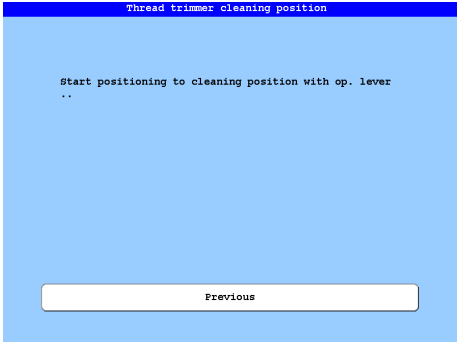 Thread trimmer cleaning position
Start positioning to cleaning position with op. lever
..
Previous